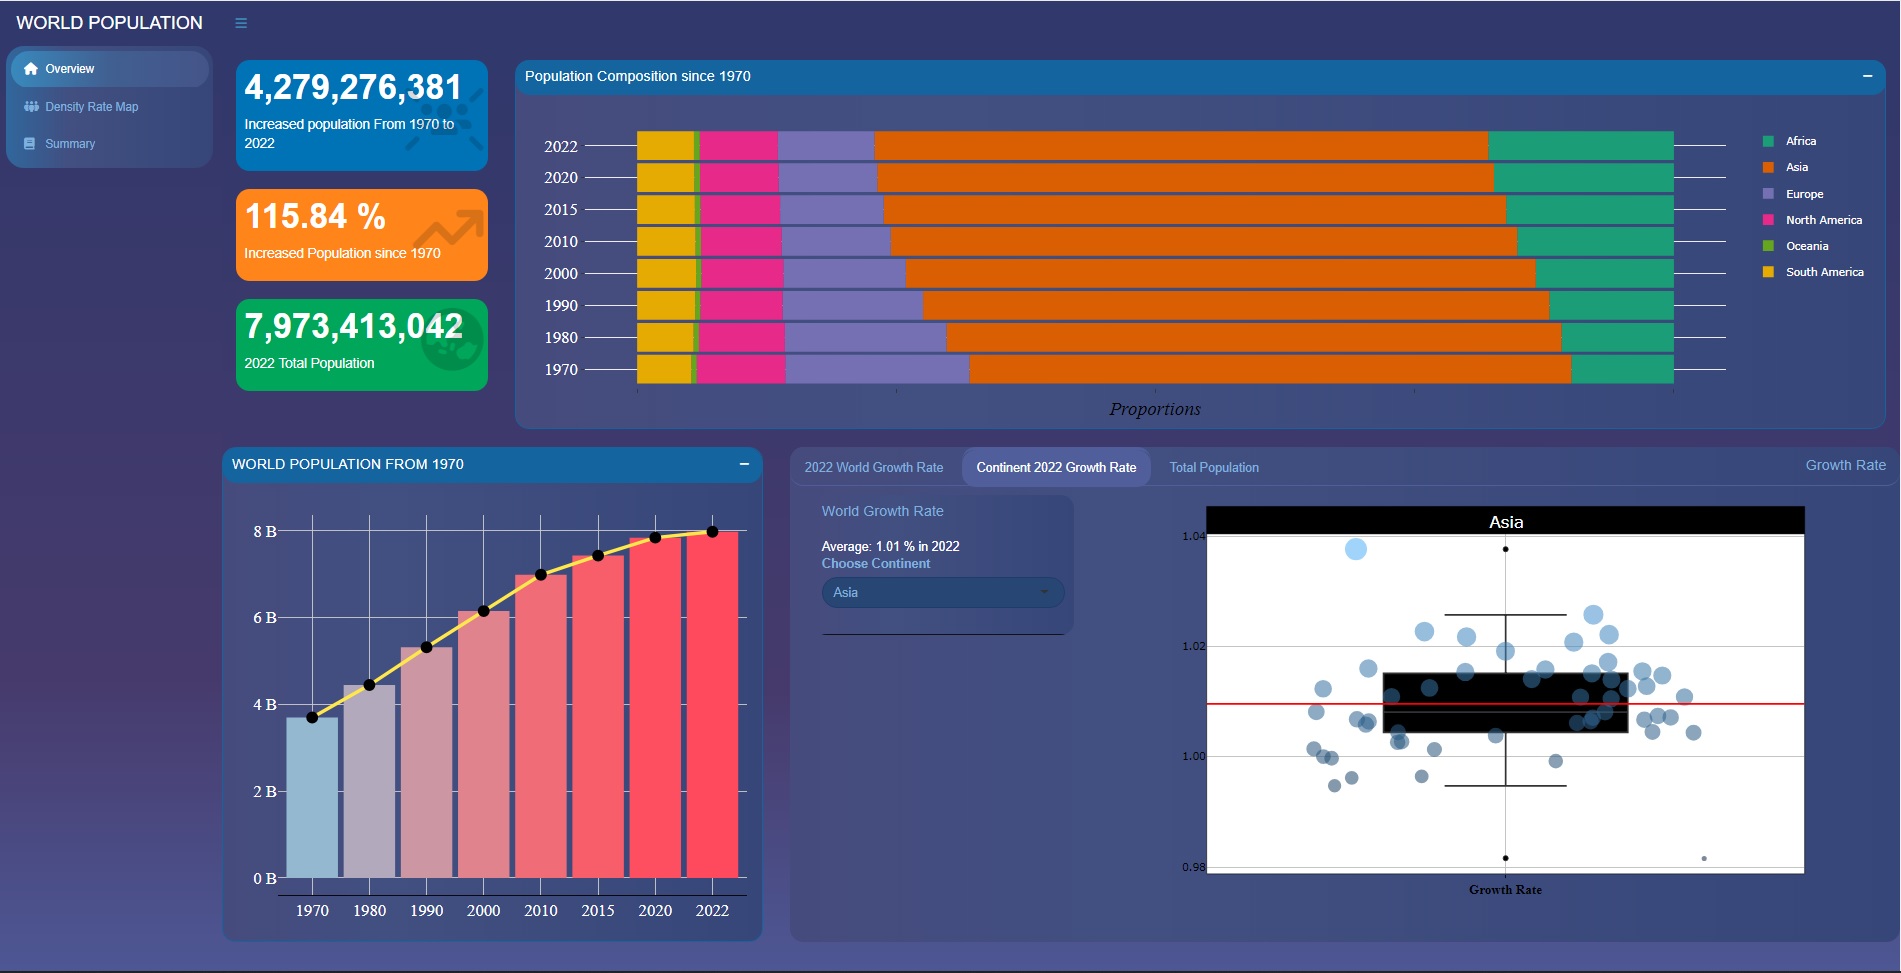 WORLD POPULATION
Overview
Density Rate Map
Summary
4,279,276,381
Increased population From 1970 to
2022
115.84 %
Increased Population since 1970
7,973,413,042
2022 Total Population
Population Composition since 1970
2022
2020
2015
2010
2000
1990
1980
1970
Proportions
Africa
Asia
Europe
North America
Oceania
South America
WORLD POPULATION FROM 1970
8 B
6 B
4 B
2 B
0 B
1970 1980 1990 2000 2010 2015 2020 2022
2022 World Growth Rate Continent 2022 Growth Rate Total Population Growth Rate
World Growth Rate
Average: 1.01 % in 2022
Choose Continent
Asia
Asia
1.04
1.02
1.00
0.98
Growth Rate